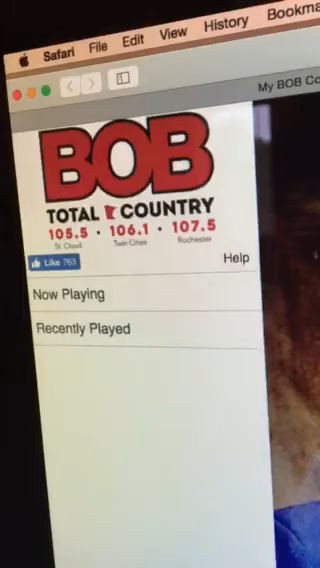 Safari File Edit View History Bookma
My BOB Co
BOB
TOTAL COUNTRY
105.5 • 106.1 • 107.5
St. Cloud Twin Cities Rochester
Like 763
Help
Now Playing
Recently Played